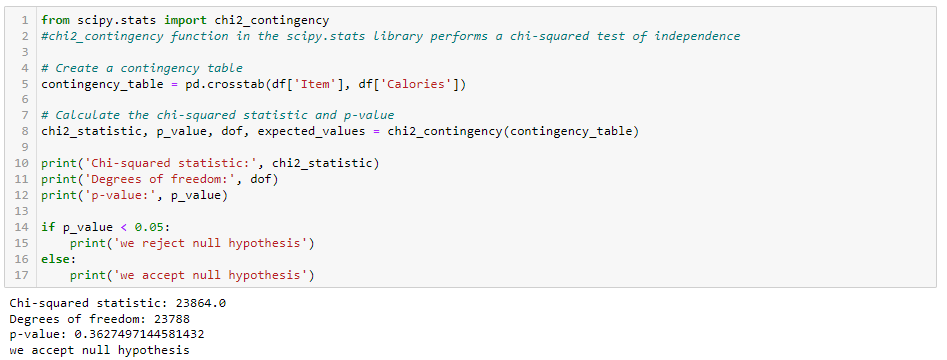 1 from scipy.stats import chi2_contingency
2 #chi2_contingency function in the scipy.stats library performs a chi-squared test of independence
3
4 # Create a contingency table
5 contingency_table = pd.crosstab(df['Item'], df['Calories'])
6
7 # Calculate the chi-squared statistic and p-value
8 chi2_statistic, p_value, dof, expected_values = chi2_contingency(contingency_table)
9
10 print('Chi-squared statistic:', chi2_statistic)
11 print('Degrees of freedom:', dof)
12 print('p-value:', p_value)
13
14 if p_value < 0.05:
15     print('we reject null hypothesis')
16 else:
17     print('we accept null hypothesis')
Chi-squared statistic: 23864.0
Degrees of freedom: 23788
p-value: 0.3627497144581432
we accept null hypothesis